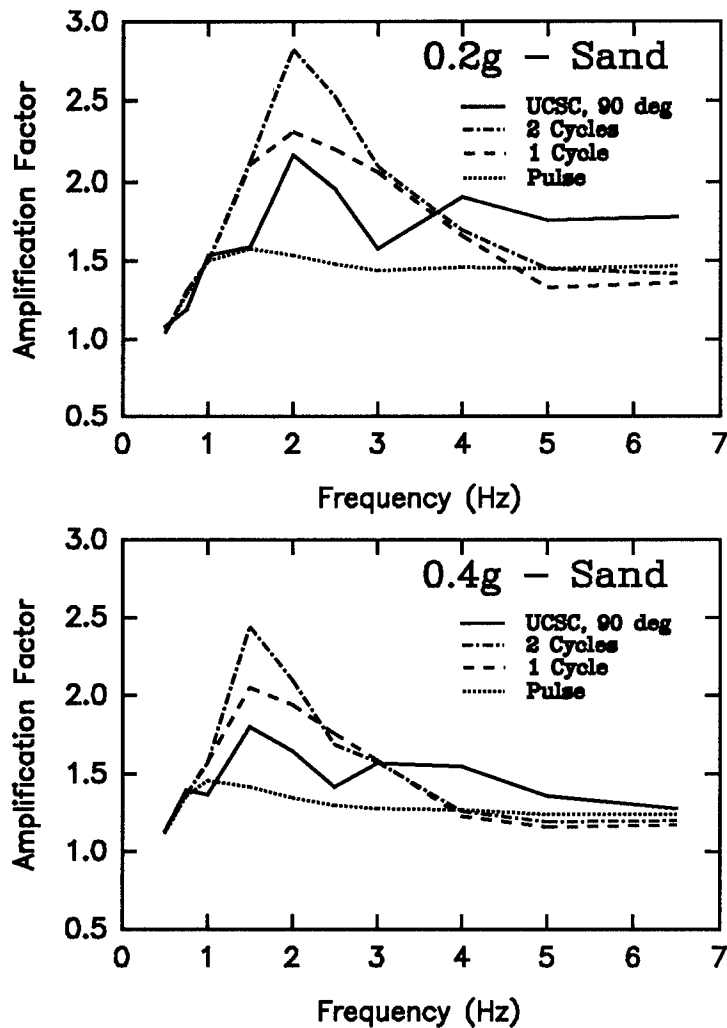 0.2g – Sand
UCSC, 90 deg
2 Cycles
1 Cycle
Pulse
Amplification Factor
3.0
2.5
2.0
1.5
1.0
0.5
0 1 2 3 4 5 6 7
Frequency (Hz)
0.4g – Sand
UCSC, 90 deg
2 Cycles
1 Cycle
Pulse
Amplification Factor
3.0
2.5
2.0
1.5
1.0
0.5
0 1 2 3 4 5 6 7
Frequency (Hz)